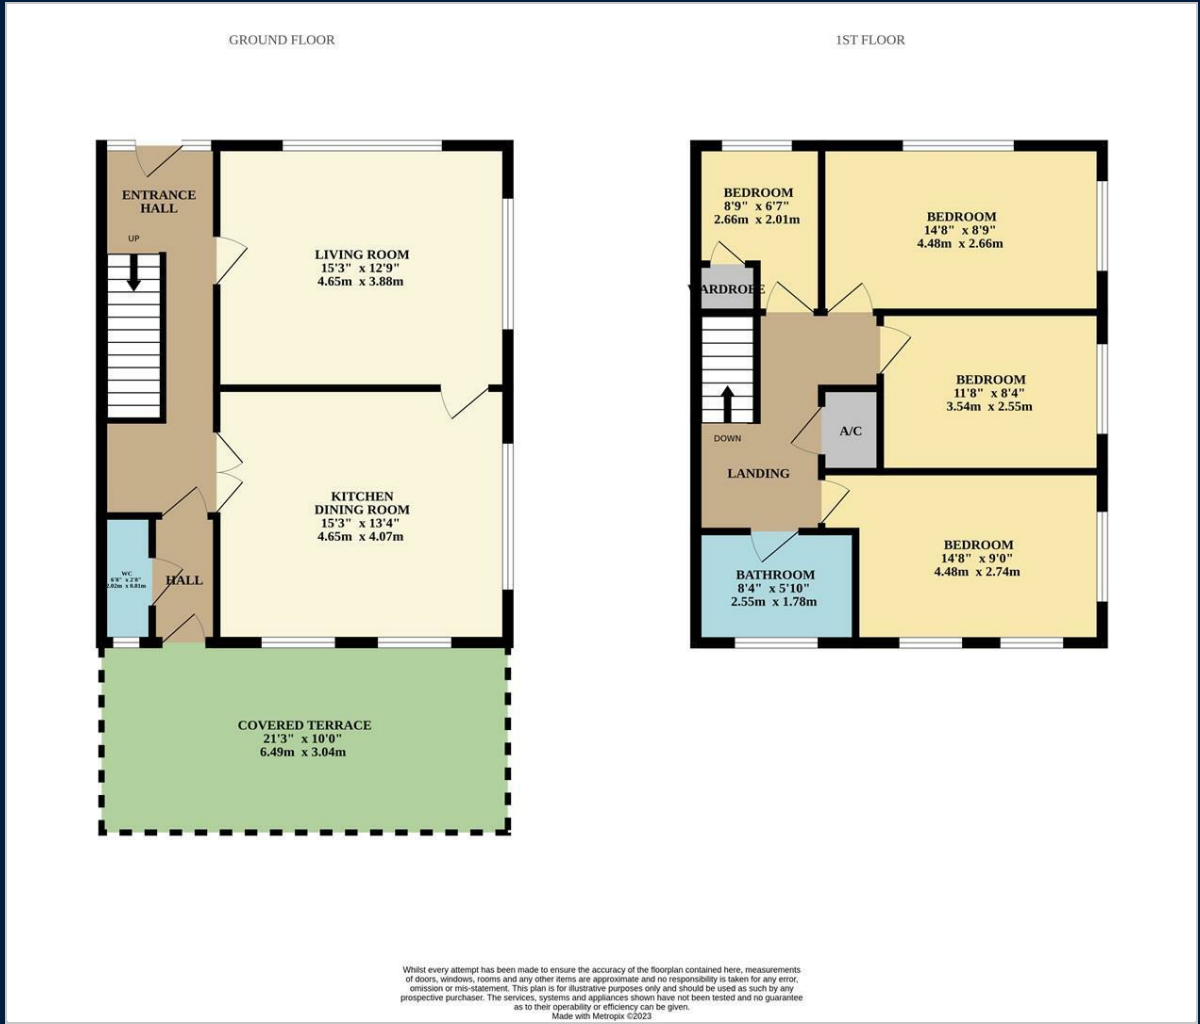 GROUND FLOOR
ENTRANCE
HALL
UP
LIVING ROOM
15'3" x 12'9"
4.65m x 3.88m
KITCHEN
DINING ROOM
15'3" x 13'4"
4.65m x 4.07m
WC
6'8" x 2'8"
2.02m x 0.81m
HALL
COVERED TERRACE
21'3" x 10'0"
6.49m x 3.04m
1ST FLOOR
BEDROOM
8'9" x 6'7"
2.66m x 2.01m
WARDROBE
BEDROOM
14'8" x 8'9"
4.48m x 2.66m
BEDROOM
11'8" x 8'4"
3.54m x 2.55m
A/C
DOWN
LANDING
BEDROOM
14'8" x 9'0"
4.48m x 2.74m
BATHROOM
8'4" x 5'10"
2.55m x 1.78m
Whilst every attempt has been made to ensure the accuracy of the floorplan contained here, measurements
of doors, windows, rooms and any other items are approximate and no responsibility is taken for any error,
omission or mis-statement. This plan is for illustrative purposes only and should be used as such by any
prospective purchaser. The services, systems and appliances shown have not been tested and no guarantee
as to their operability or efficiency can be given.
Made with Metropix ©2023